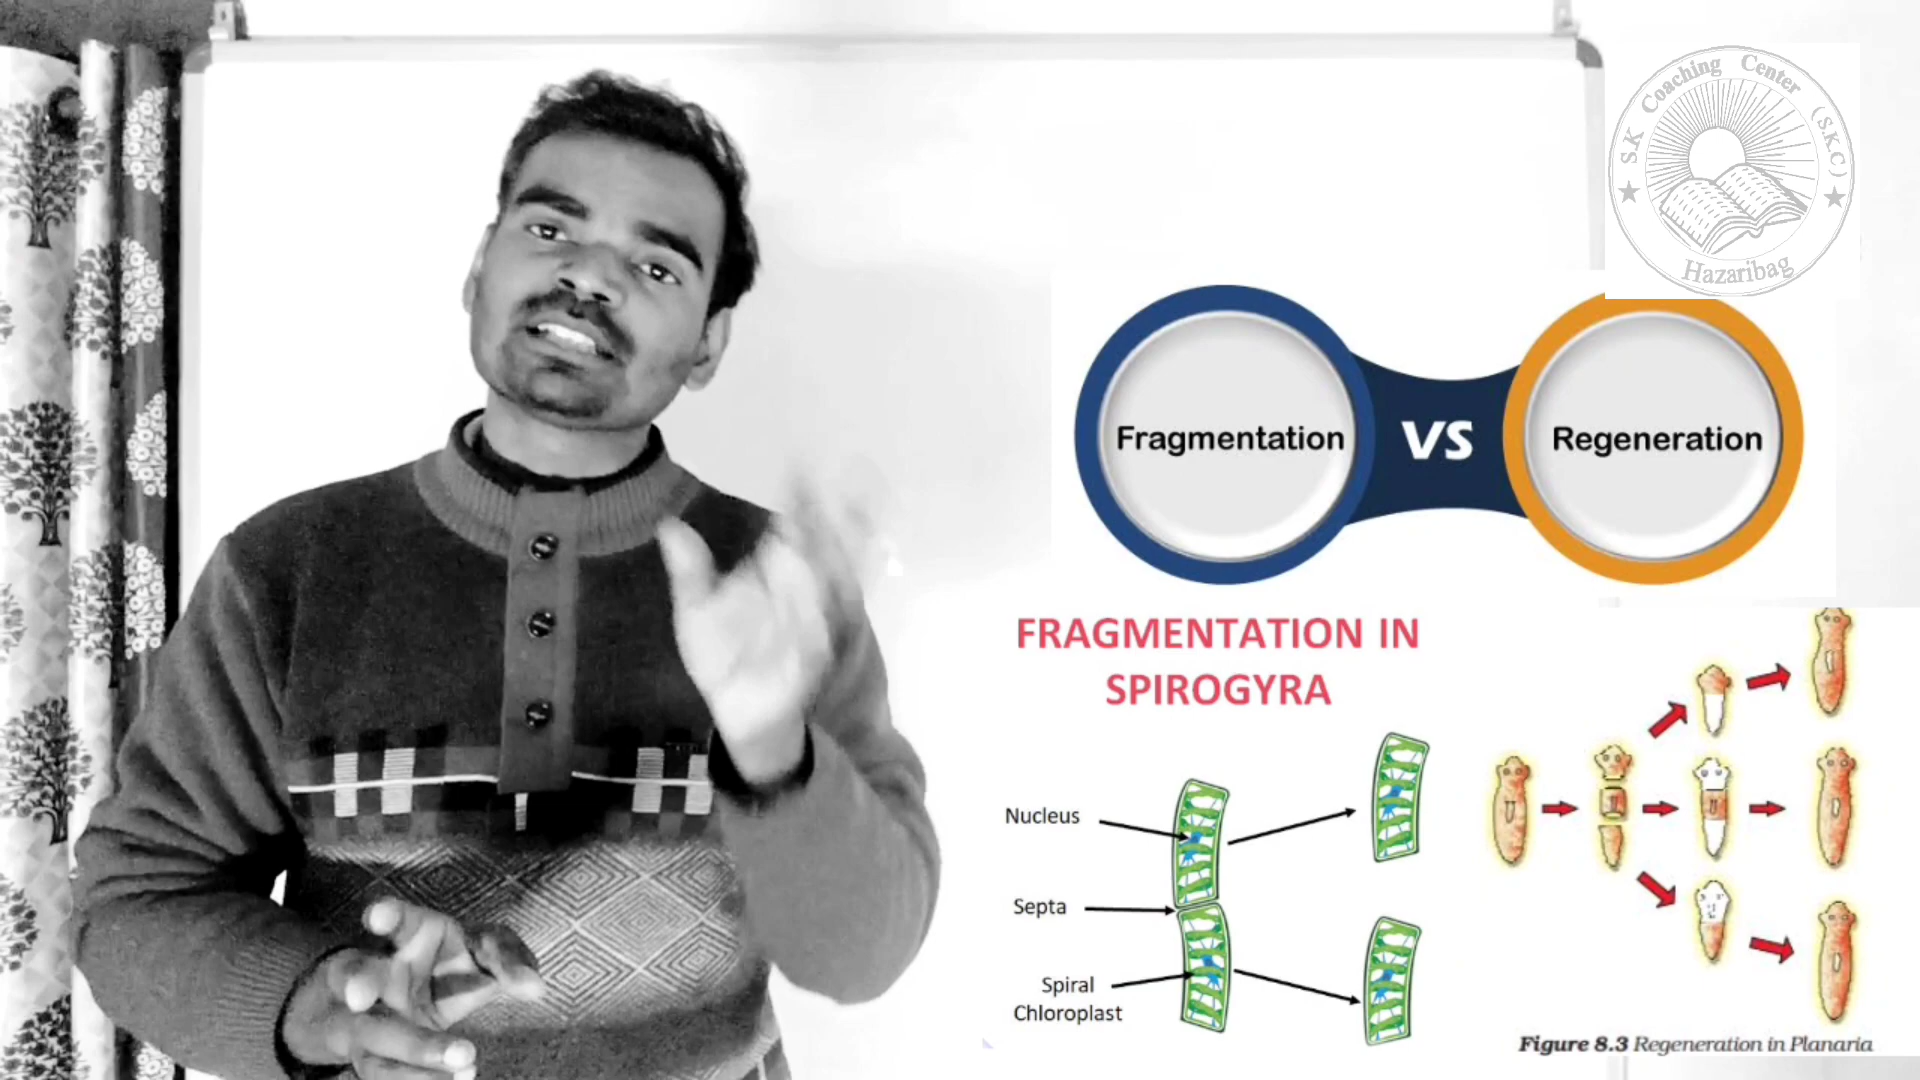 S.K Coaching Center (S.K.C)
Hazaribag
Fragmentation
VS
Regeneration
FRAGMENTATION IN
SPIROGYRA
Nucleus
Septa
Spiral
Chloroplast
Figure 8.3 Regeneration in Planaria